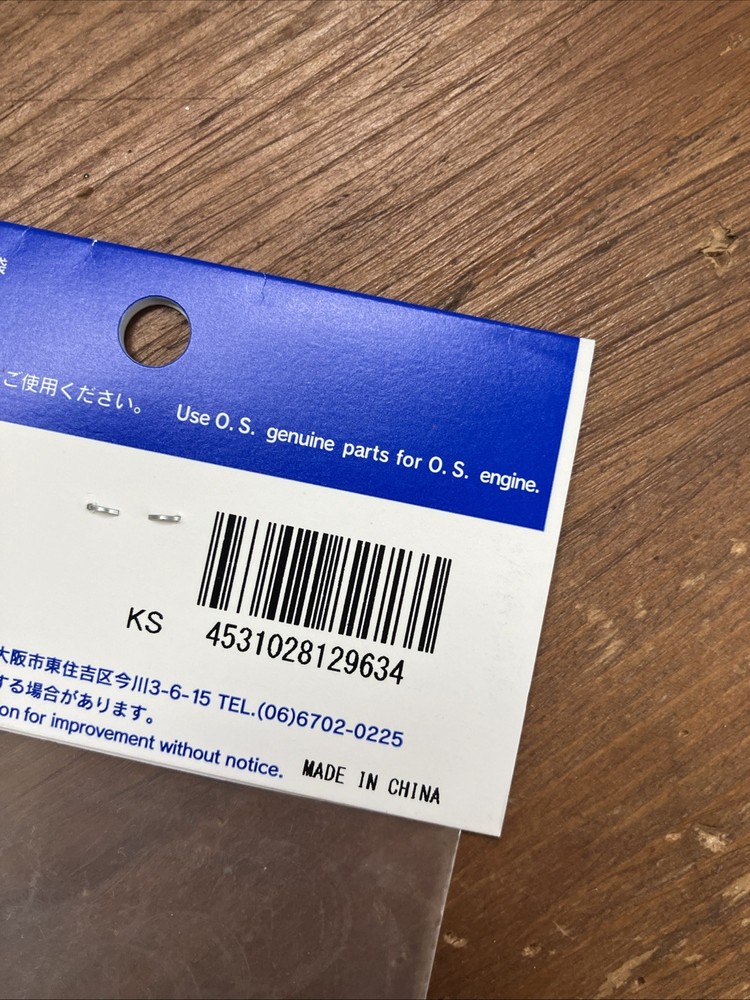 袋
ご使用ください。 Use O.S. genuine parts for O.S. engine.
KS
4531028129634
大阪市東住吉区今川3-6-15 TEL.(06)6702-0225
する場合があります。
on for improvement without notice.
MADE IN CHINA